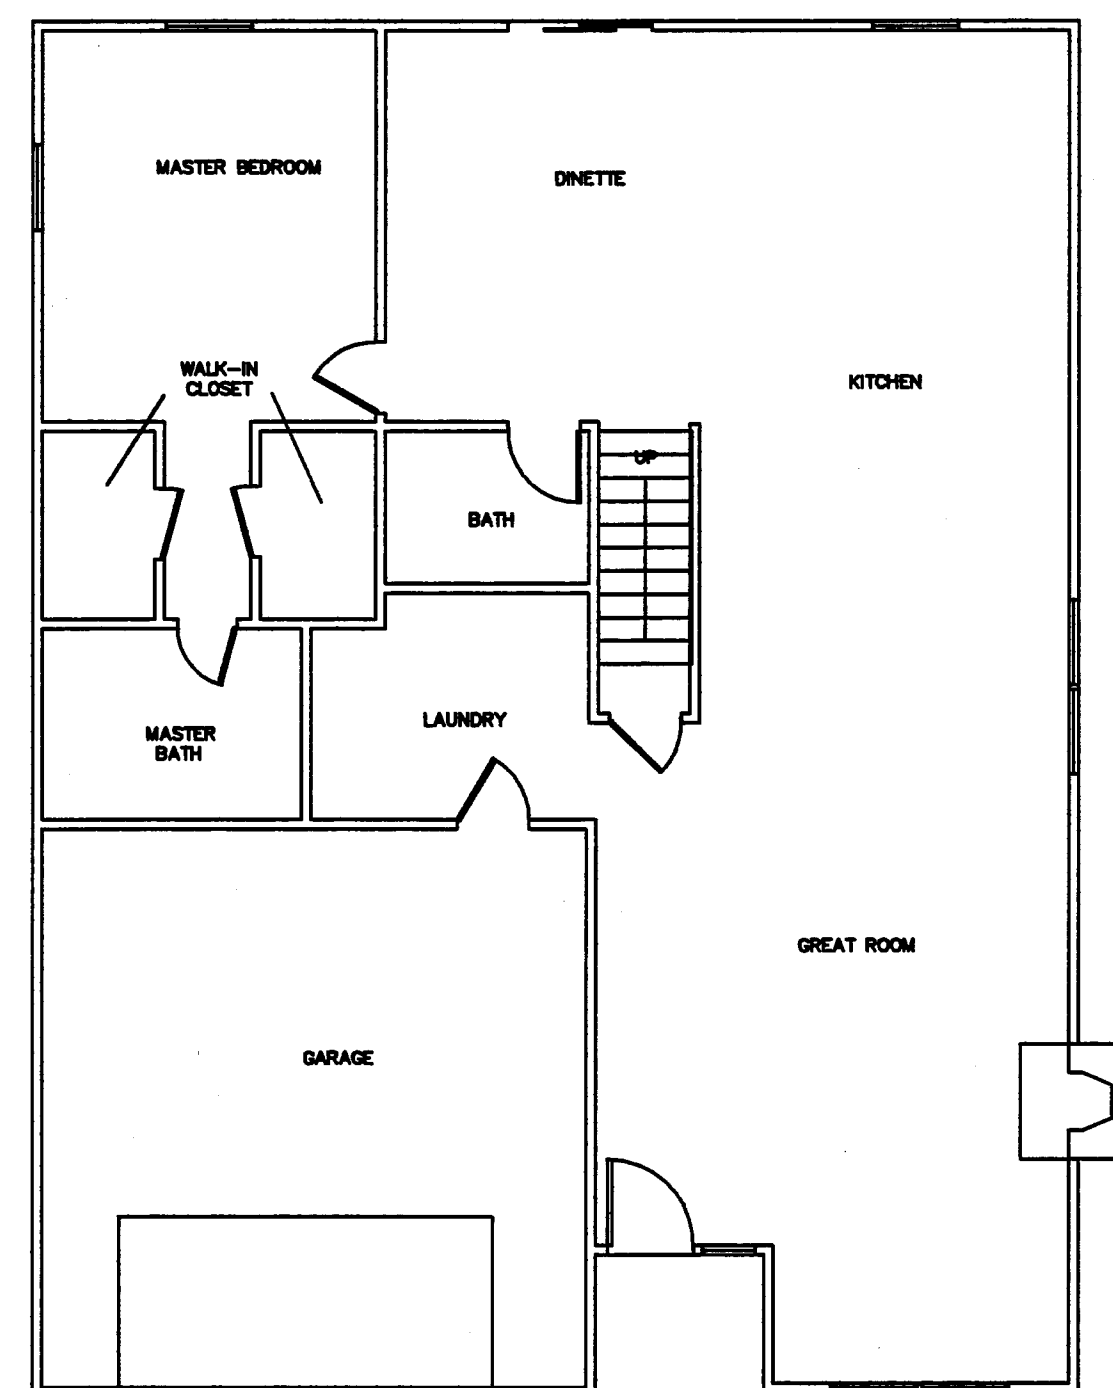 MASTER BEDROOM
DINETTE
WALK-IN
CLOSET
KITCHEN
UP
BATH
LAUNDRY
MASTER
BATH
GREAT ROOM
GARAGE